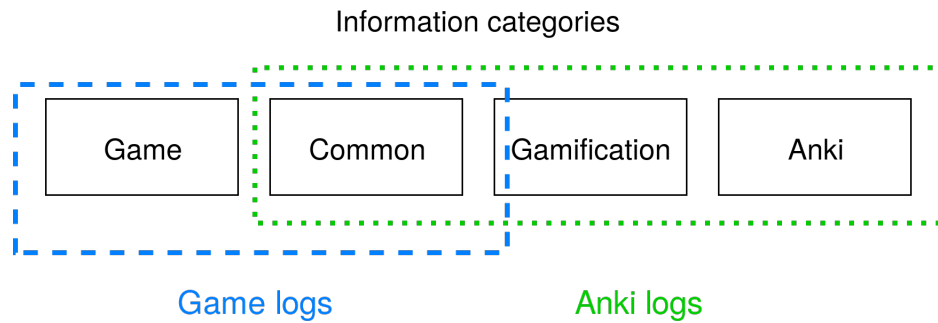 Information categories
Game Common Gamification Anki
Game logs Anki logs